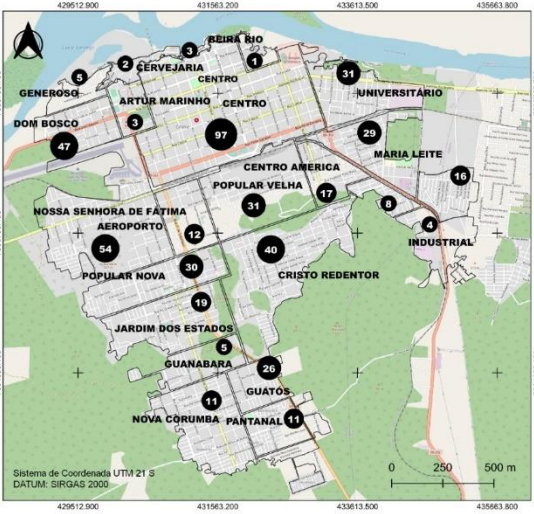 429512.900 431563.200 433613.500 435663.800
BEIRA RIO
3
2
1
CERVEJARIA
5
31
CENTRO
GENEROSO
UNIVERSITÁRIO
ARTUR MARINHO
CENTRO
DOM BOSCO
3
97
29
47
MARIA LEITE
CENTRO AMERICA
16
POPULAR VELHA
17
8
31
NOSSA SENHORA DE FÁTIMA
AEROPORTO
4
12
INDUSTRIAL
54
40
30
POPULAR NOVA
CRISTO REDENTOR
19
JARDIM DOS ESTADOS
5
GUANABARA
26
GUATÓS
11
NOVA CORUMBA
PANTANAL
11
Sistema de Coordenada UTM 21 S
DATUM: SIRGAS 2000
0 250 500 m
429512.900 431563.200 433613.500 435663.800